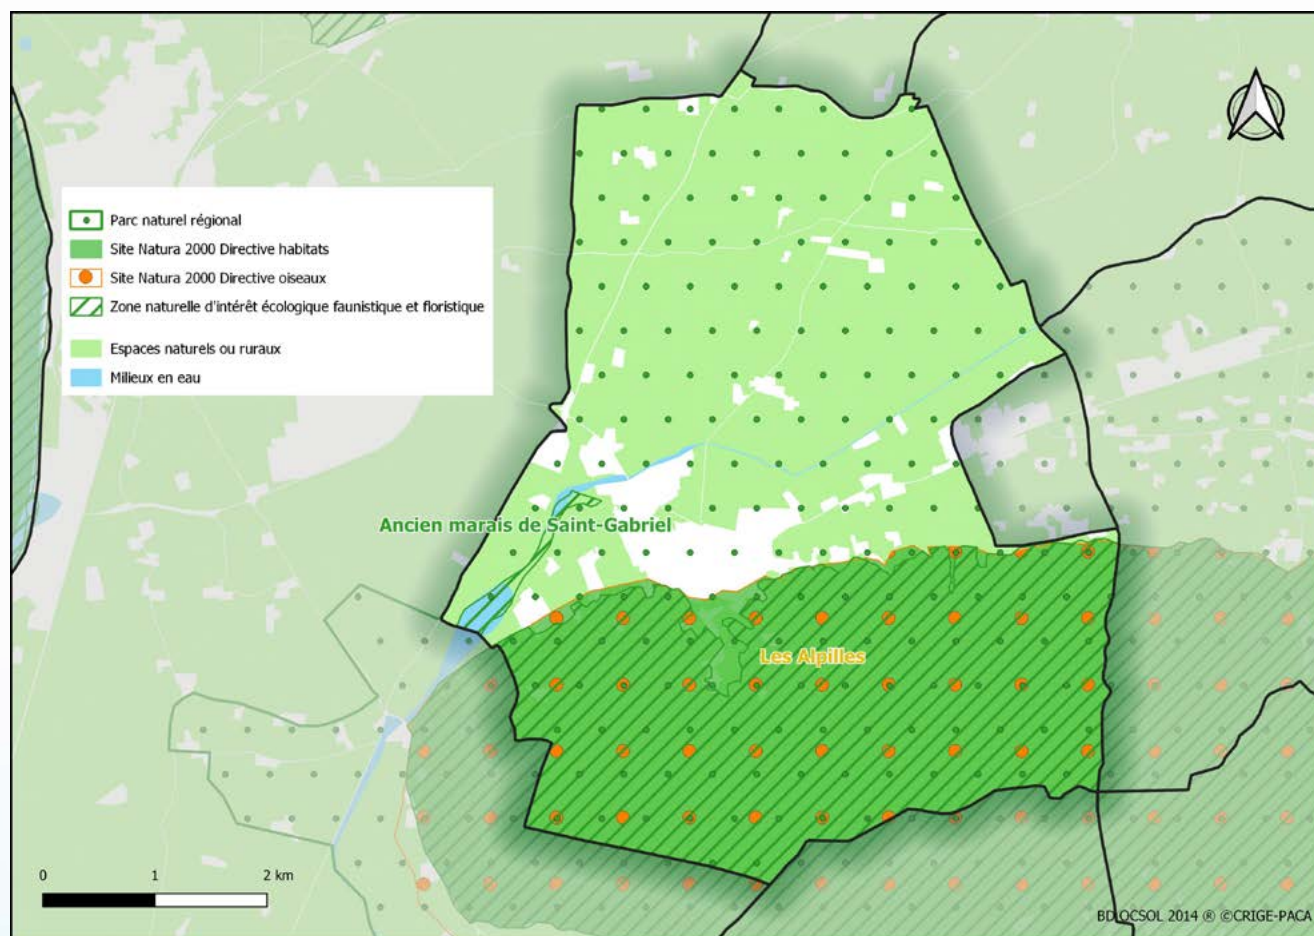 Parc naturel régional
Site Natura 2000 Directive habitats
Site Natura 2000 Directive oiseaux
Zone naturelle d'intérêt écologique faunistique et floristique
Espaces naturels ou ruraux
Milieux en eau
Ancien marais de Saint-Gabriel
Les Alpilles
0 1 2 km
BD OCSOL 2014 ® ©CRIGE-PACA